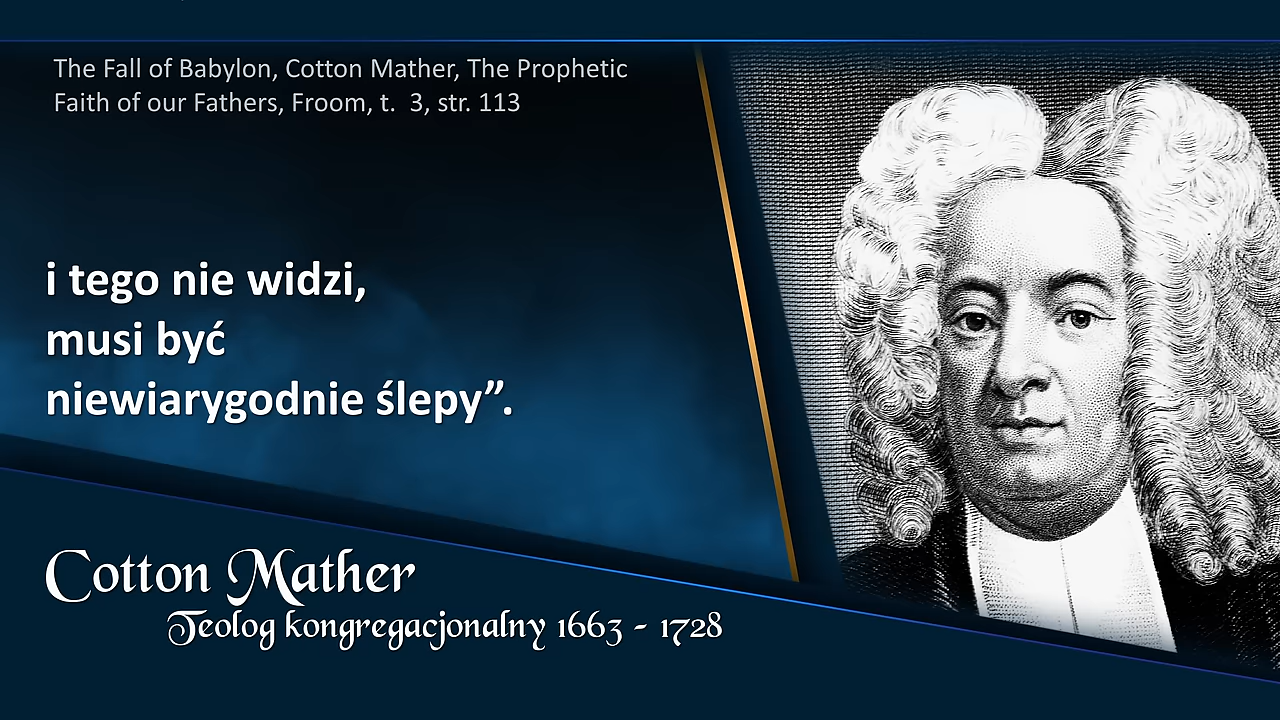 The Fall of Babylon, Cotton Mather, The Prophetic
Faith of our Fathers, Froom, t. 3, str. 113
i tego nie widzi,
musi być
niewiarygodnie ślepy”.
Cotton Mather
Teolog kongregacjonalny 1663 - 1728